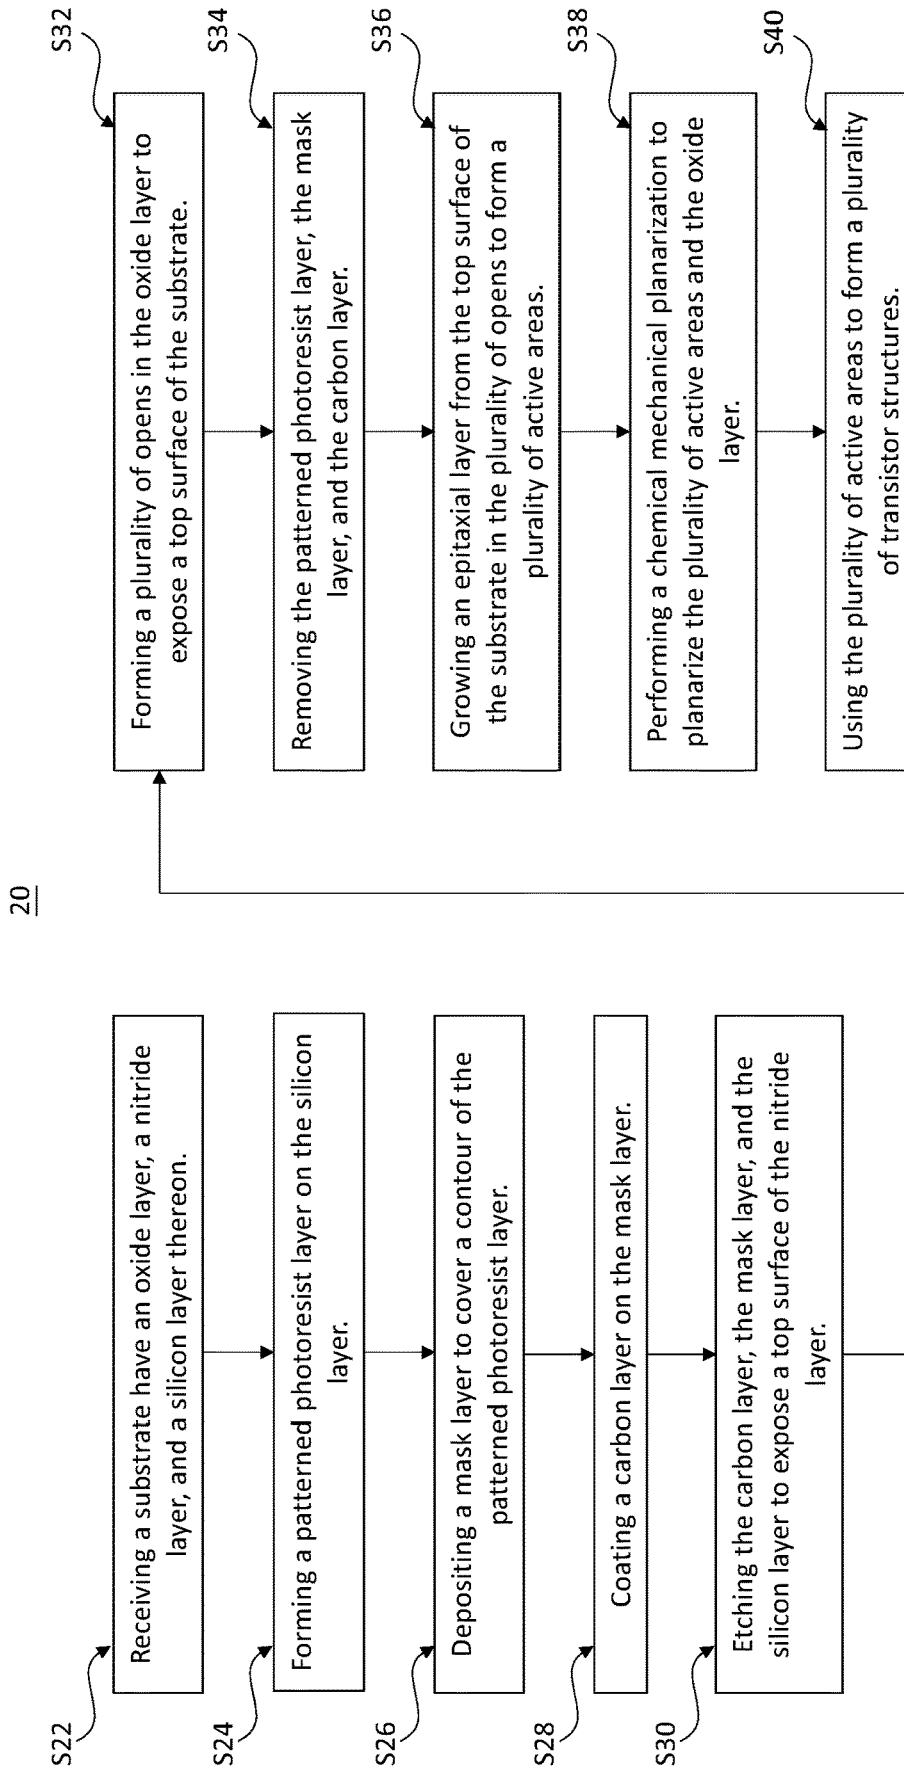 20
S22
Receiving a substrate have an oxide layer, a nitride
layer, and a silicon layer thereon.
S24
Forming a patterned photoresist layer on the silicon
layer.
S26
Depositing a mask layer to cover a contour of the
patterned photoresist layer.
S28
Coating a carbon layer on the mask layer.
S30
Etching the carbon layer, the mask layer, and the
silicon layer to expose a top surface of the nitride
layer.
S32
Forming a plurality of opens in the oxide layer to
expose a top surface of the substrate.
S34
Removing the patterned photoresist layer, the mask
layer, and the carbon layer.
S36
Growing an epitaxial layer from the top surface of
the substrate in the plurality of opens to form a
plurality of active areas.
S38
Performing a chemical mechanical planarization to
planarize the plurality of active areas and the oxide
layer.
S40
Using the plurality of active areas to form a plurality
of transistor structures.